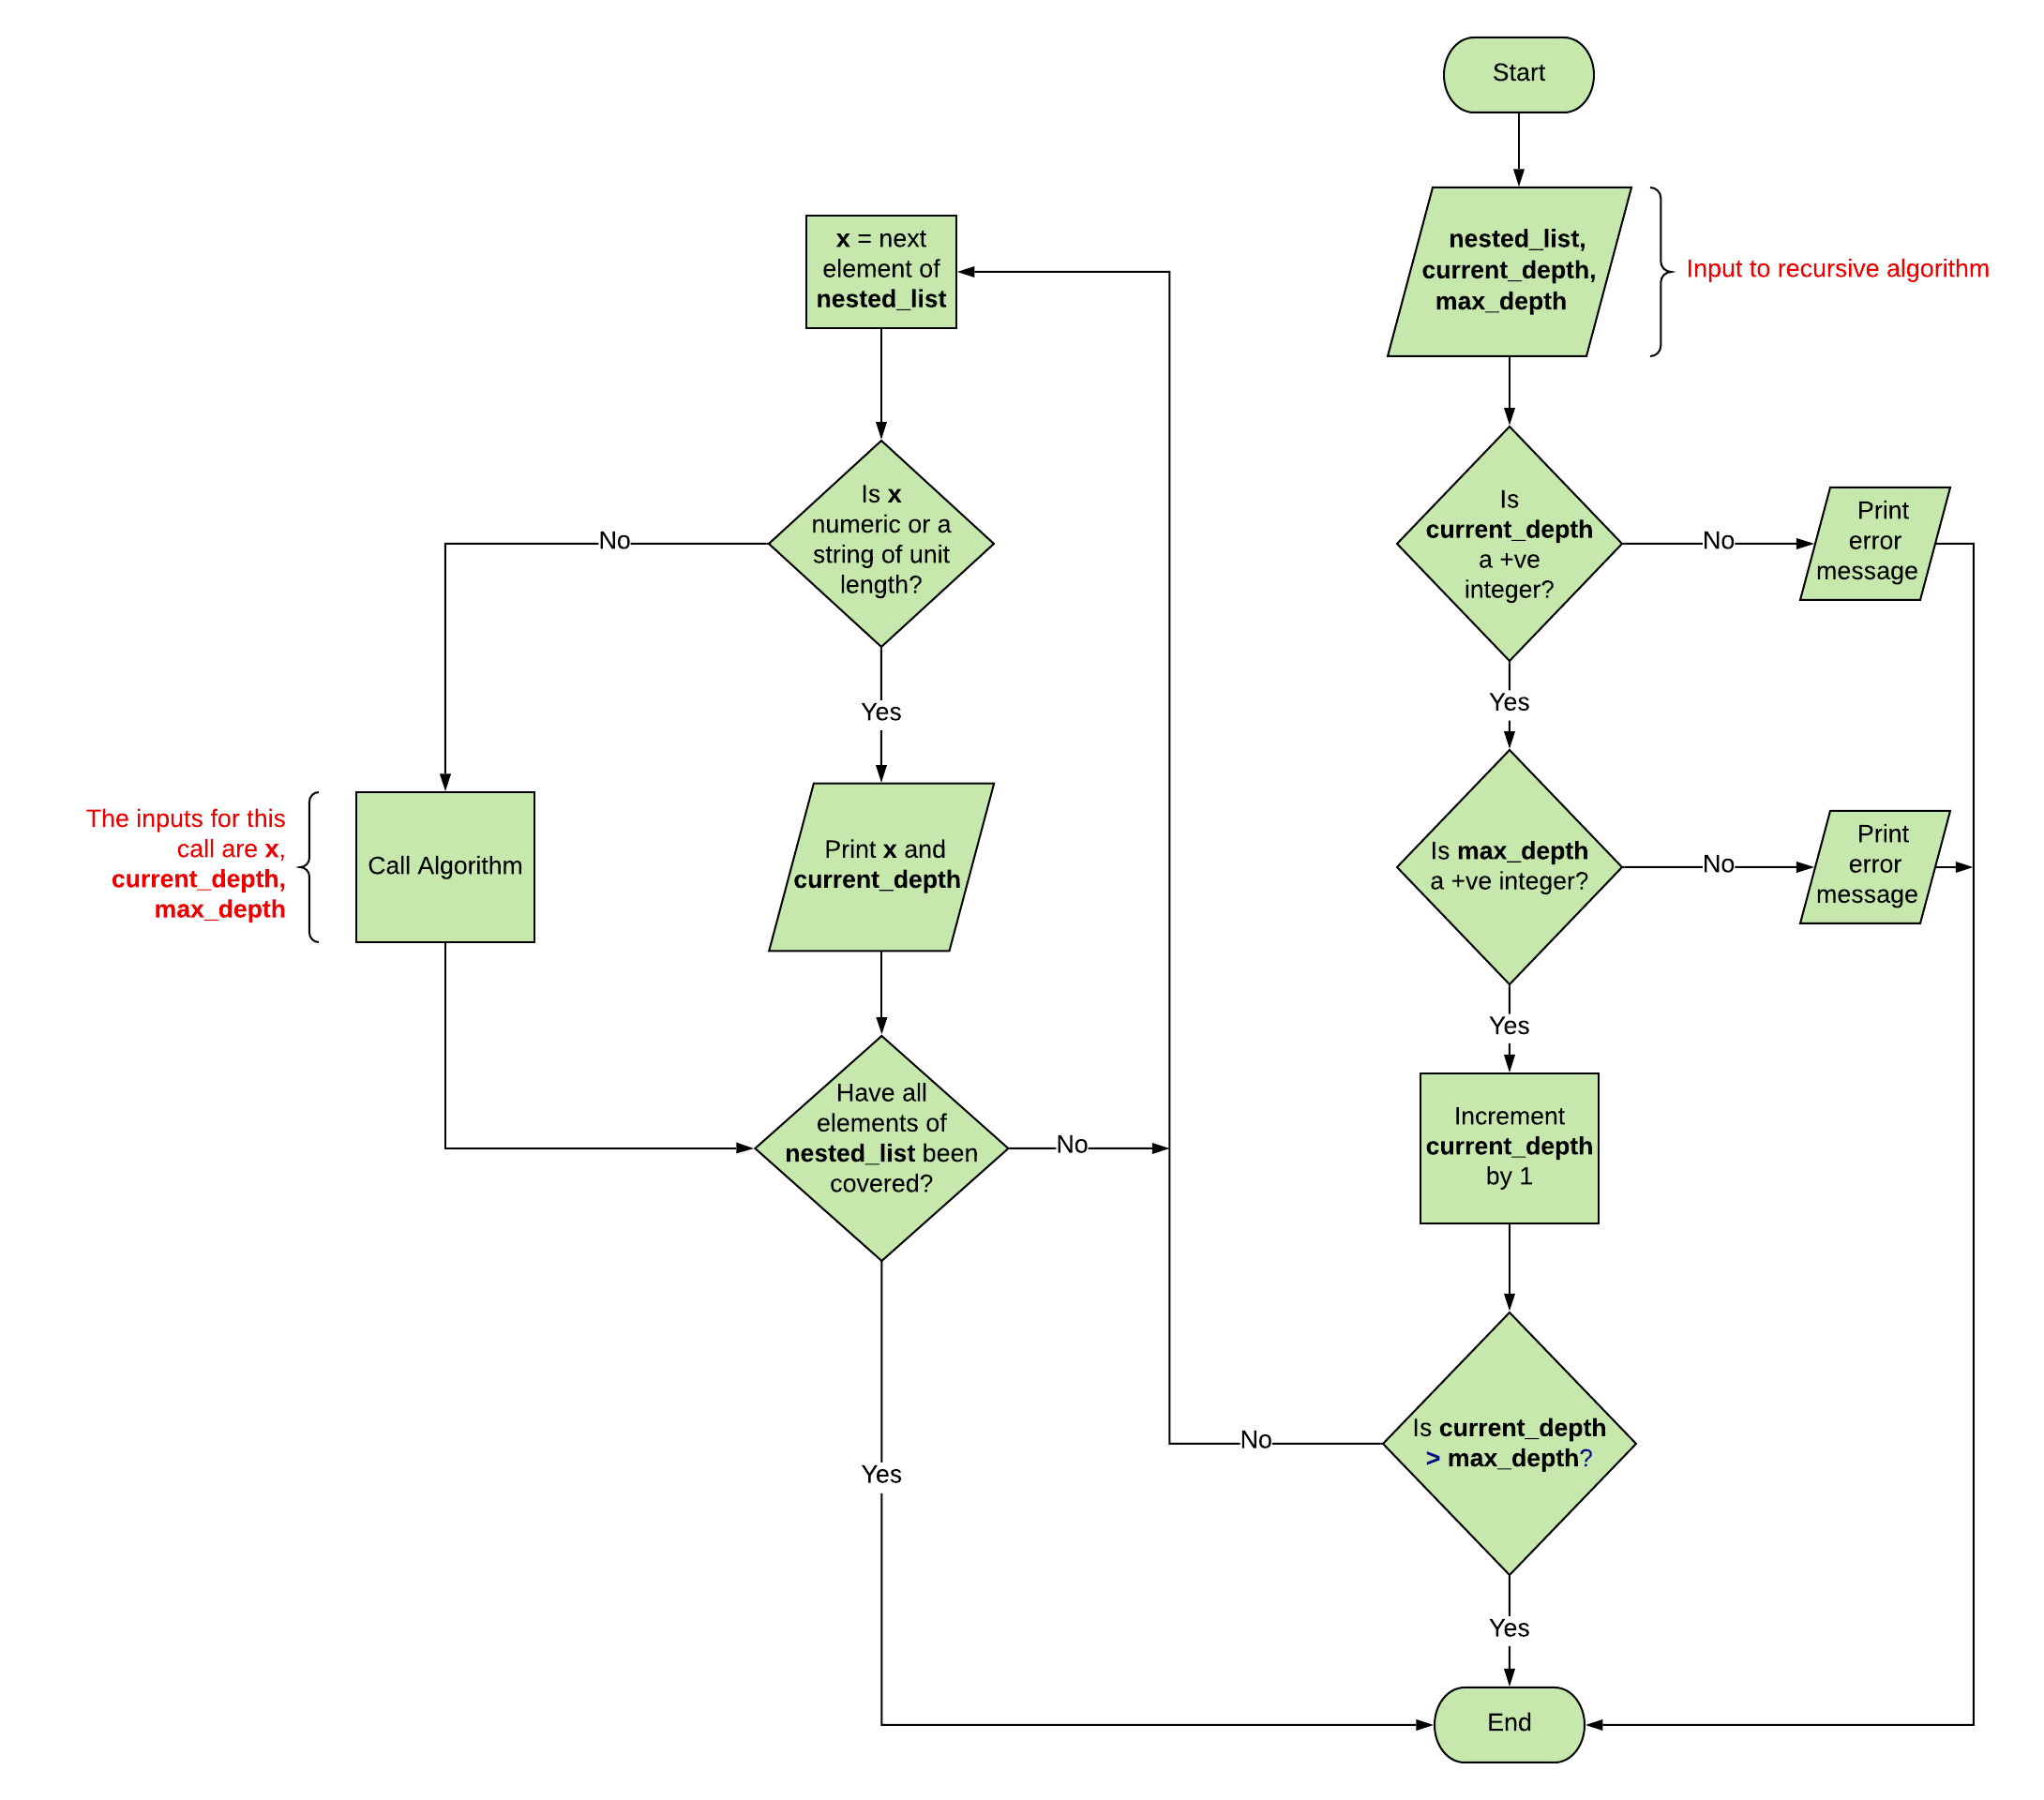 Start
nested_list,
current_depth,
max_depth
Input to recursive algorithm
Is
current_depth
a +ve
integer?
No
Print
error
message
Yes
Is max_depth
a +ve integer?
No
Print
error
message
Yes
Increment
current_depth
by 1
Is current_depth
> max_depth?
No
Yes
End
x = next
element of
nested_list
Is x
numeric or a
string of unit
length?
No
Yes
The inputs for this
call are x,
current_depth,
max_depth
Call Algorithm
Print x and
current_depth
Have all
elements of
nested_list been
covered?
No
Yes